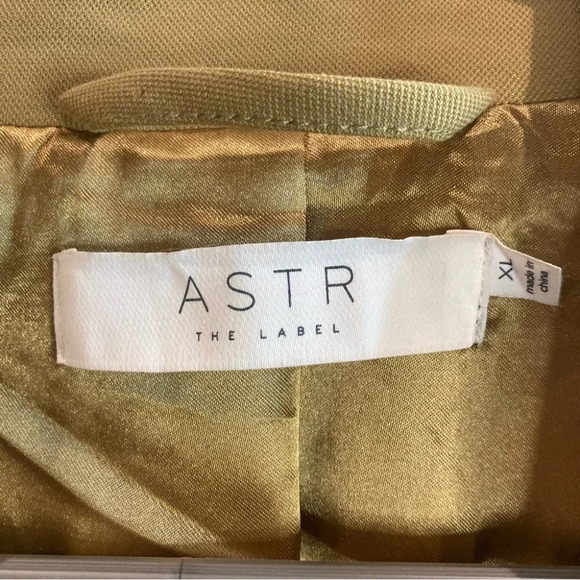 ASTR
THE LABEL
XL
made in
china